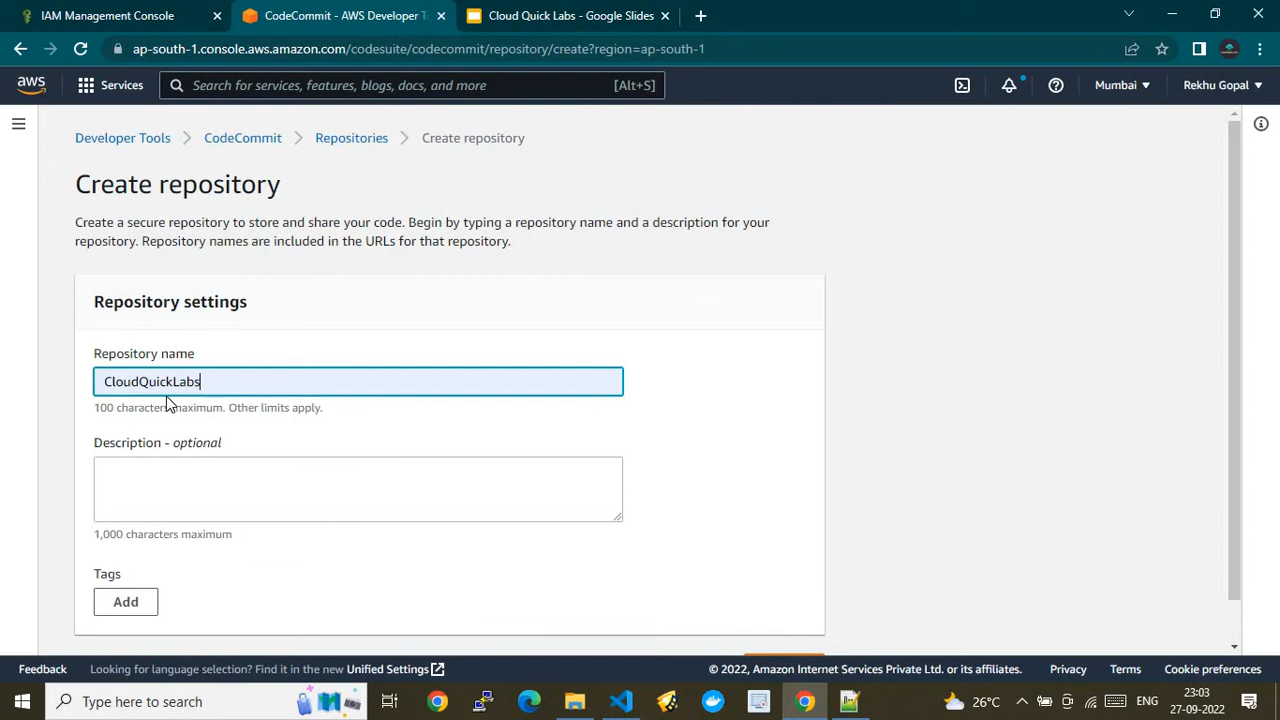 IAM Management Console
CodeCommit - AWS Developer T
Cloud Quick Labs - Google Slides
ap-south-1.console.aws.amazon.com/codesuite/codecommit/repository/create?region=ap-south-1
aws
Services
Search for services, features, blogs, docs, and more
[Alt+S]
Mumbai
Rekhu Gopal
Developer Tools
CodeCommit
Repositories
Create repository
Create repository
Create a secure repository to store and share your code. Begin by typing a repository name and a description for your
repository. Repository names are included in the URLs for that repository.
Repository settings
Repository name
CloudQuickLabs
100 characters maximum. Other limits apply.
Description - optional
1,000 characters maximum
Tags
Add
Feedback
Looking for language selection? Find it in the new Unified Settings
© 2022, Amazon Internet Services Private Ltd. or its affiliates.
Privacy
Terms
Cookie preferences
Type here to search
26°C
ENG
23:03
27-09-2022